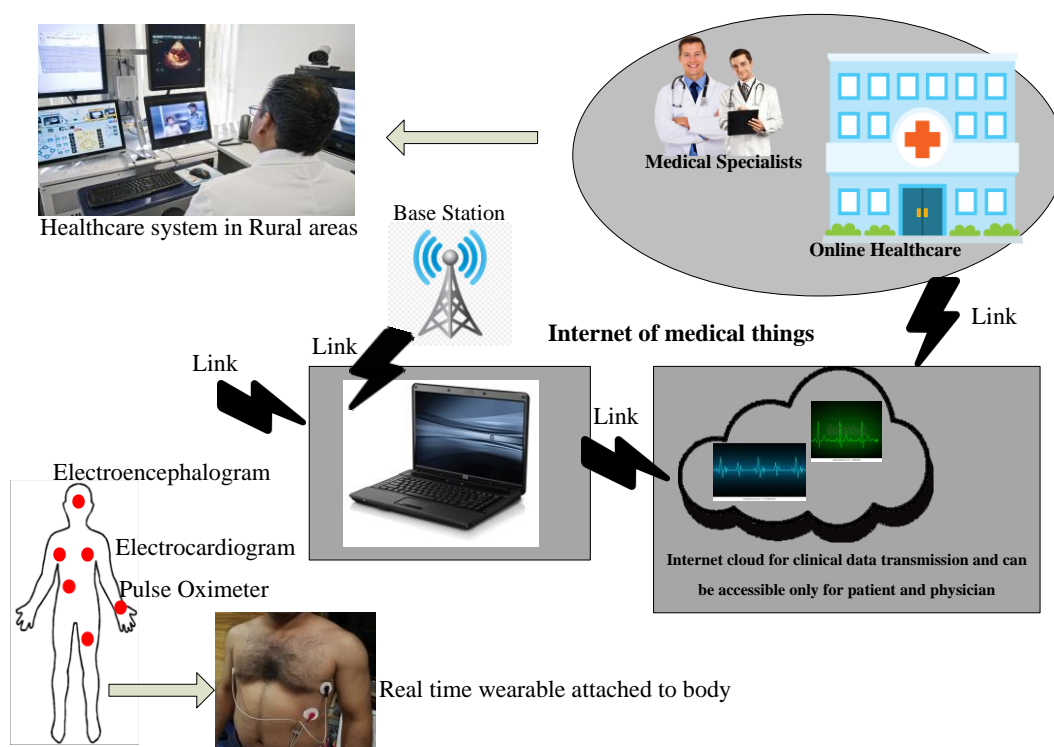 Medical Specialists
Healthcare system in Rural areas
Base Station
Online Healthcare
Link
Internet of medical things
Link
Link
Link
Electroencephalogram
Electrocardiogram
Internet cloud for clinical data transmission and can
be accessible only for patient and physician
Pulse Oximeter
Real time wearable attached to body